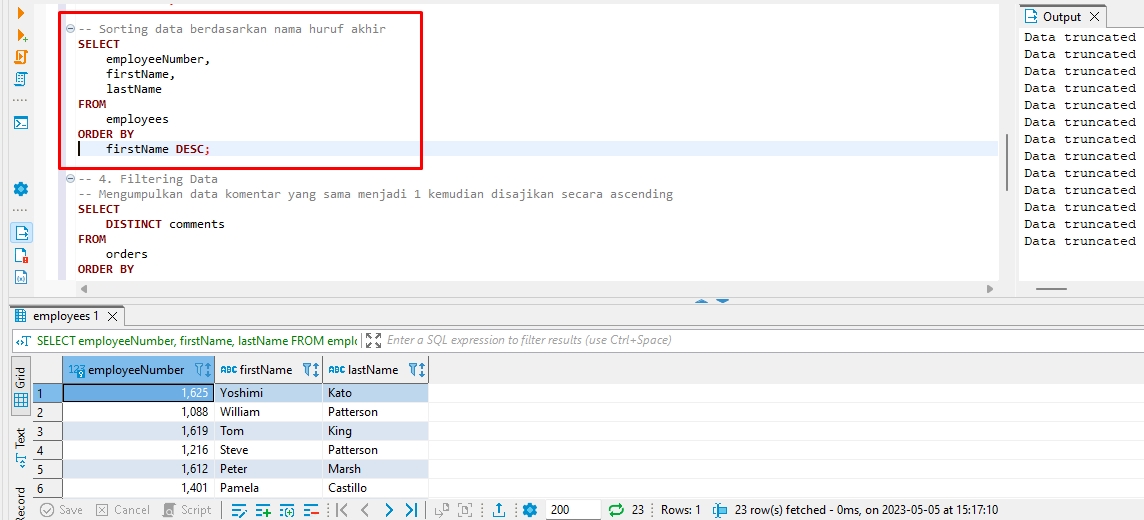 -- Sorting data berdasarkan nama huruf akhir
SELECT
employeeNumber,
firstName,
lastName
FROM
employees
ORDER BY
firstName DESC;
-- 4. Filtering Data
-- Mengumpulkan data komentar yang sama menjadi 1 kemudian disajikan secara ascending
SELECT
DISTINCT comments
FROM
orders
ORDER BY
Output
Data truncated
Data truncated
Data truncated
Data truncated
Data truncated
Data truncated
Data truncated
Data truncated
Data truncated
Data truncated
Data truncated
Data truncated
Data truncated
employees 1
SELECT employeeNumber, firstName, lastName FROM emplo
Enter a SQL expression to filter results (use Ctrl+Space)
Grid
Text
Record
123 employeeNumber ABC firstName ABC lastName
1 1,625 Yoshimi Kato
2 1,088 William Patterson
3 1,619 Tom King
4 1,216 Steve Patterson
5 1,612 Peter Marsh
6 1,401 Pamela Castillo
Save Cancel Script 200 23 Rows: 1 23 row(s) fetched - 0ms, on 2023-05-05 at 15:17:10